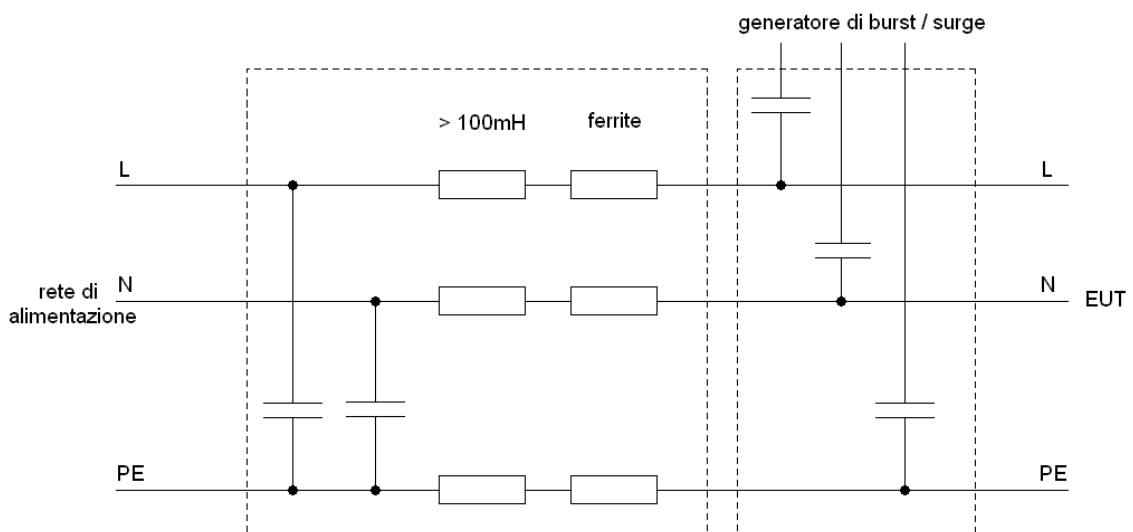 generatore di burst / surge
> 100mH
ferrite
L
L
N
N
rete di
alimentazione
EUT
PE
PE